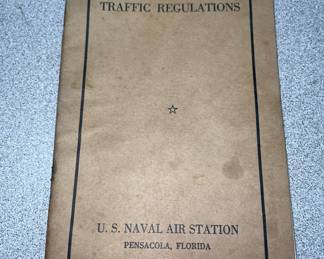 TRAFFIC REGULATIONS
☆
U. S. NAVAL AIR STATION
PENSACOLA, FLORIDA